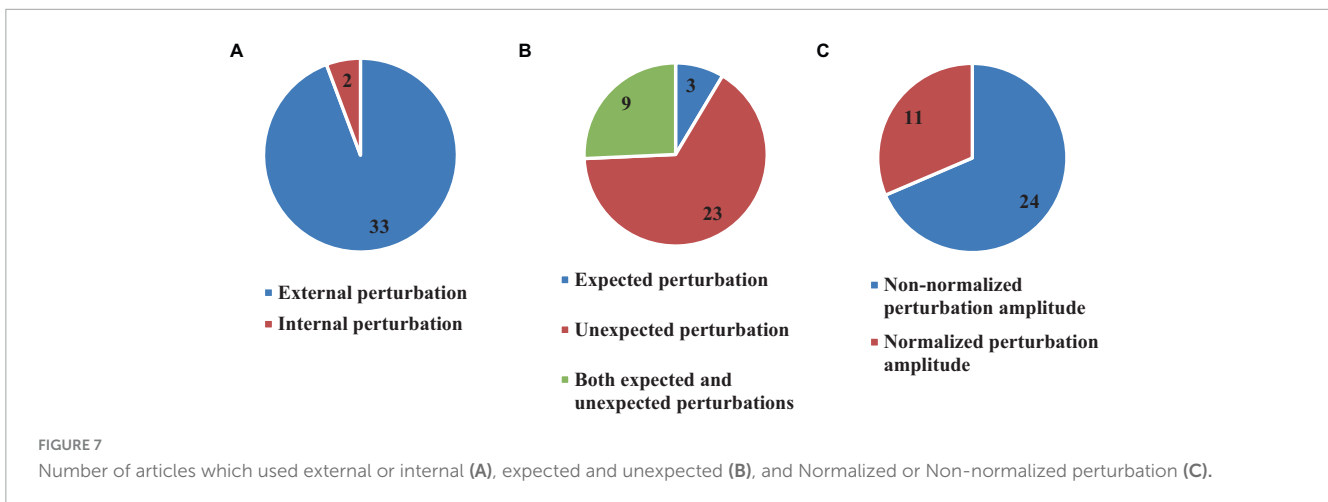 A
2
33
External perturbation
Internal perturbation
B
3
9
23
Expected perturbation
Unexpected perturbation
Both expected and
unexpected perturbations
C
11
24
Non-normalized
perturbation amplitude
Normalized perturbation
amplitude
FIGURE 7
Number of articles which used external or internal (A), expected and unexpected (B), and Normalized or Non-normalized perturbation (C).